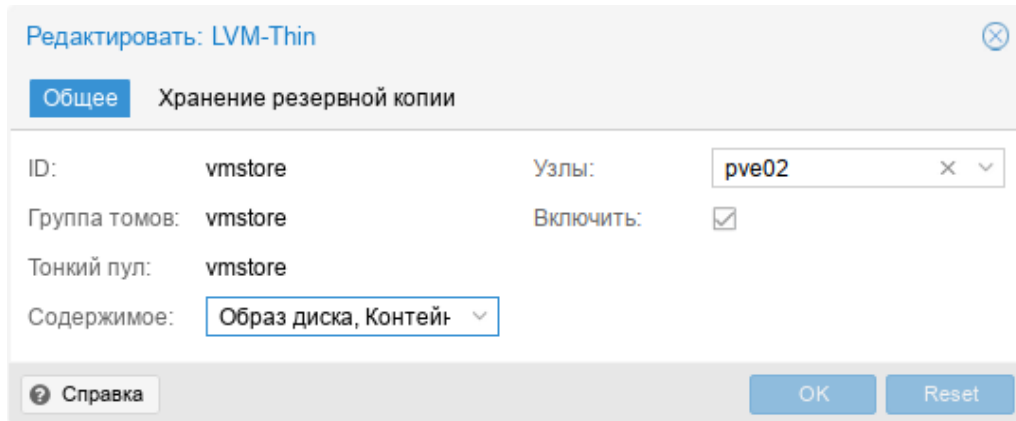 Редактировать: LVM-Thin
Общее Хранение резервной копии
ID: vmstore Узлы: pve02
Группа томов: vmstore Включить:
Тонкий пул: vmstore
Содержимое: Образ диска, Контейн
Справка OK Reset